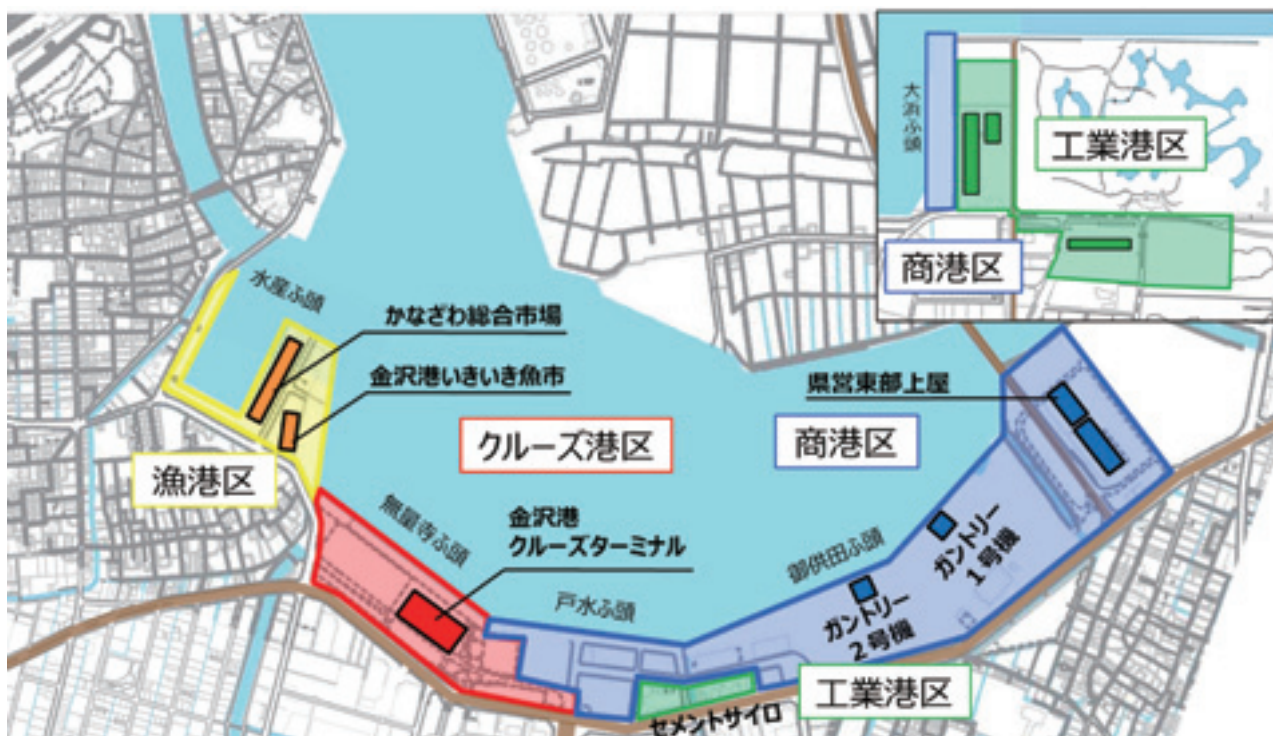 大浜ふ頭
工業港区
商港区
水産ふ頭
かなざわ総合市場
金沢港いきいき魚市
漁港区
クルーズ港区
商港区
県営東部上屋
無量寺ふ頭
金沢港
クルーズターミナル
戸水ふ頭
御供田ふ頭
ガントリー
1号機
ガントリー
2号機
工業港区
セメントサイロ